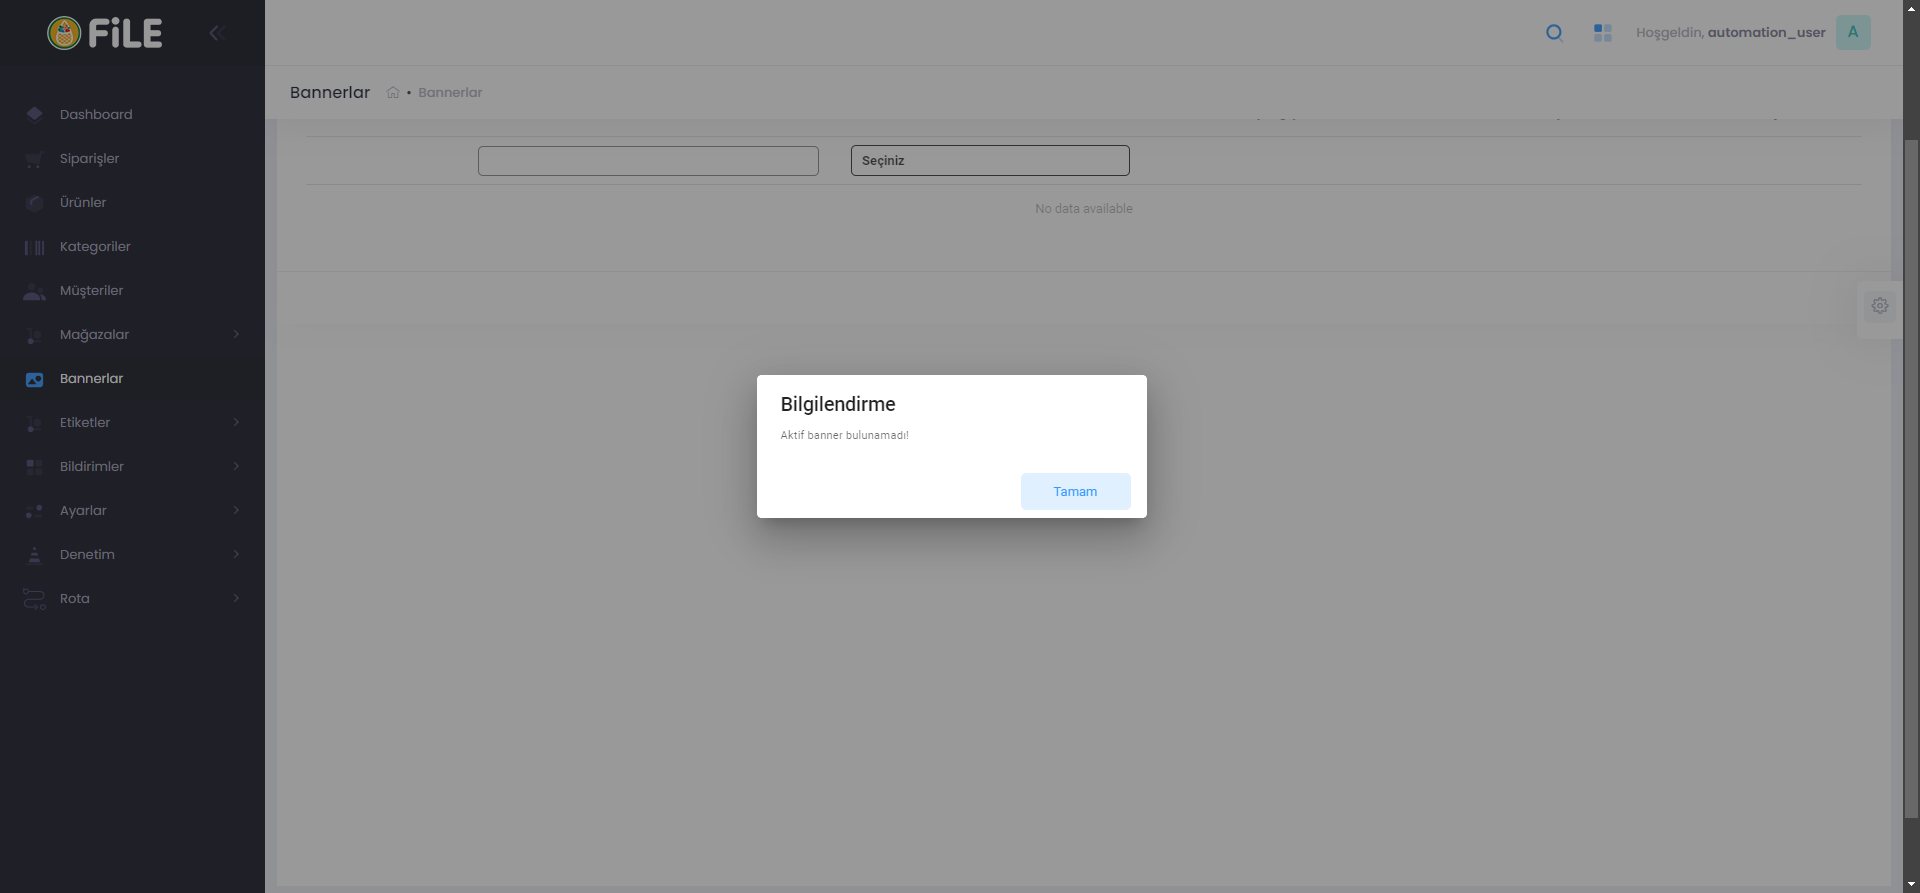 FiLE
Hoşgeldin, automation_user
A
Bannerlar
Bannerlar
Dashboard
Siparişler
Ürünler
Kategoriler
Müşteriler
Mağazalar
Bannerlar
Etiketler
Bildirimler
Ayarlar
Denetim
Rota
Seçiniz
No data available
Bilgilendirme
Aktif banner bulunamadı!
Tamam